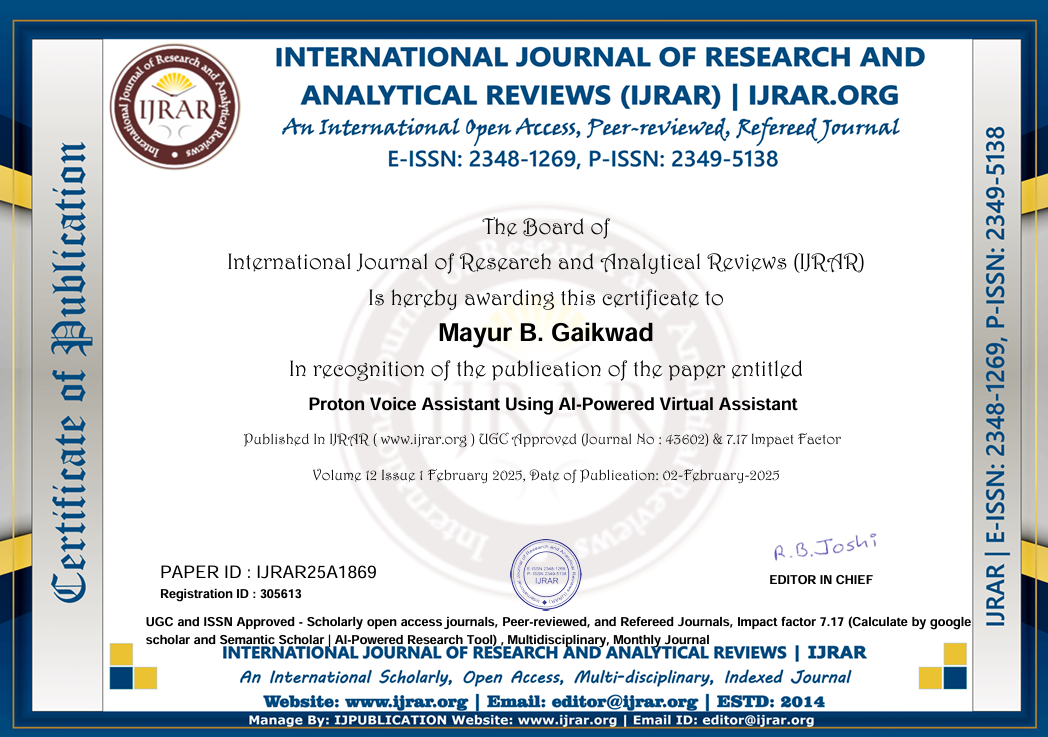 INTERNATIONAL JOURNAL OF RESEARCH AND
ANALYTICAL REVIEWS (IJRAR) | IJRAR.ORG
An International Open Access, Peer-reviewed, Refereed Journal
E-ISSN: 2348-1269, P-ISSN: 2349-5138
International Journal of Research and Analytical Reviews
IJRAR
Certificate of Publication
The Board of
International Journal of Research and Analytical Reviews (IJRAR)
Is hereby awarding this certificate to
Mayur B. Gaikwad
In recognition of the publication of the paper entitled
Proton Voice Assistant Using AI-Powered Virtual Assistant
Published In IJRAR ( www.ijrar.org ) UGC Approved (Journal No : 43602) & 7.17 Impact Factor
Volume 12 Issue 1 February 2025, Date of Publication: 02-February-2025
IJRAR | E-ISSN: 2348-1269, P-ISSN: 2349-5138
PAPER ID : IJRAR25A1869
Registration ID : 305613
E-ISSN 2348-1269
P-ISSN 2349-5138
IJRAR
R.B.Joshi
EDITOR IN CHIEF
UGC and ISSN Approved - Scholarly open access journals, Peer-reviewed, and Refereed Journals, Impact factor 7.17 (Calculate by google
scholar and Semantic Scholar | AI-Powered Research Tool) , Multidisciplinary, Monthly Journal
INTERNATIONAL JOURNAL OF RESEARCH AND ANALYTICAL REVIEWS | IJRAR
An International Scholarly, Open Access, Multi-disciplinary, Indexed Journal
Website: www.ijrar.org | Email: editor@ijrar.org | ESTD: 2014
Manage By: IJPUBLICATION Website: www.ijrar.org | Email ID: editor@ijrar.org